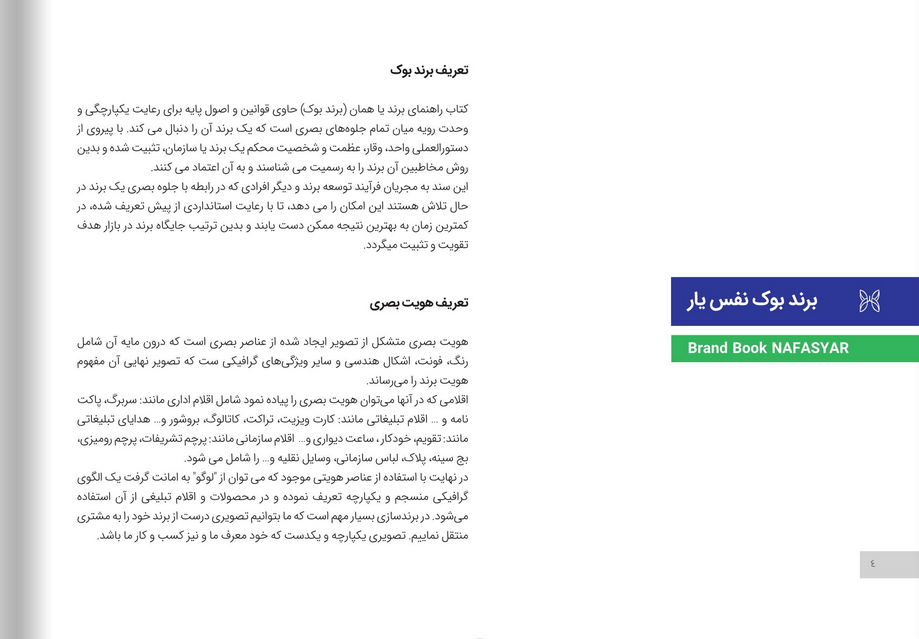 تعریف برند بوک
کتاب راهنمای برند یا همان (برند بوک) حاوی قوانین و اصول پایه برای رعایت یکپارچگی و
وحدت رویه میان تمام جلوه‌های بصری است که یک برند آن را دنبال می کند. با پیروی از
دستورالعملی واحد، وقار، عظمت و شخصیت محکم یک برند یا سازمان، تثبیت شده و بدین
روش مخاطبین آن برند را به رسمیت می شناسند و به آن اعتماد می کنند.
این سند به مجریان فرآیند توسعه برند و دیگر افرادی که در رابطه با جلوه بصری یک برند در
حال تلاش هستند این امکان را می دهد، تا با رعایت استانداردی از پیش تعریف شده، در
کمترین زمان به بهترین نتیجه ممکن دست یابند و بدین ترتیب جایگاه برند در بازار هدف
تقویت و تثبیت میگردد.
تعریف هویت بصری
هویت بصری متشکل از تصویر ایجاد شده از عناصر بصری است که درون مایه آن شامل
رنگ، فونت، اشکال هندسی و سایر ویژگی‌های گرافیکی ست که تصویر نهایی آن مفهوم
هویت برند را می‌رساند.
اقلامی که در آنها می‌توان هویت بصری را پیاده نمود شامل اقلام اداری مانند: سربرگ، پاکت
نامه و ... اقلام تبلیغاتی مانند: کارت ویزیت، تراکت، کاتالوگ، بروشور و... هدایای تبلیغاتی
مانند: تقویم، خودکار ، ساعت دیواری و... اقلام سازمانی مانند: پرچم تشریفات، پرچم رومیزی،
بج سینه، پلاک، لباس سازمانی، وسایل نقلیه و... را شامل می شود.
در نهایت با استفاده از عناصر هویتی موجود که می توان از "لوگو" به امانت گرفت یک الگوی
گرافیکی منسجم و یکپارچه تعریف نموده و در محصولات و اقلام تبلیغی از آن استفاده
می‌شود. در برندسازی بسیار مهم است که ما بتوانیم تصویری درست از برند خود را به مشتری
منتقل نماییم. تصویری یکپارچه و یکدست که خود معرف ما و نیز کسب و کار ما باشد.
برند بوک نفس یار
Brand Book NAFASYAR
٤